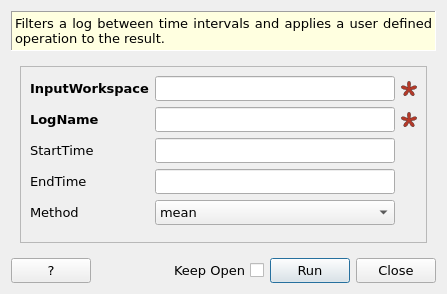 Filters a log between time intervals and applies a user defined
operation to the result.
InputWorkspace
LogName
StartTime
EndTime
Method mean
? Keep Open Run Close